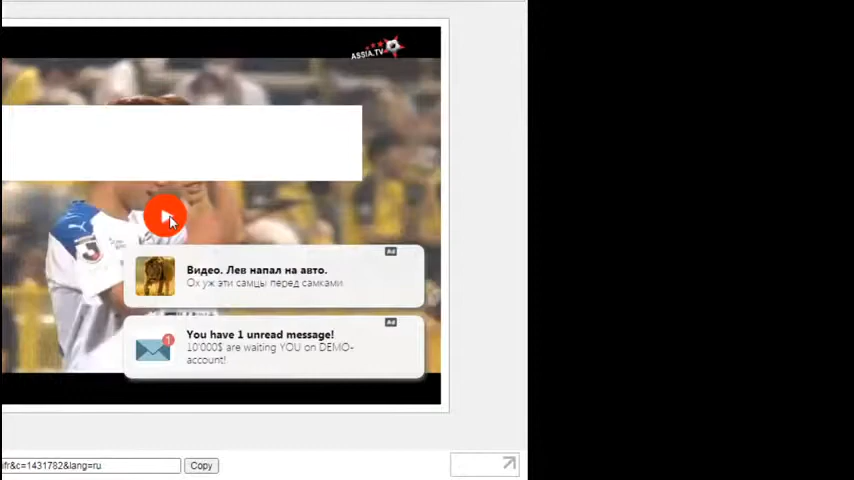 ASSIA.TV
Ad
Видео. Лев напал на авто.
Ох уж эти самцы перед самками
Ad
You have 1 unread message!
1
10'000$ are waiting YOU on DEMO-
account!
ifr&c=1431782&lang=ru
Copy